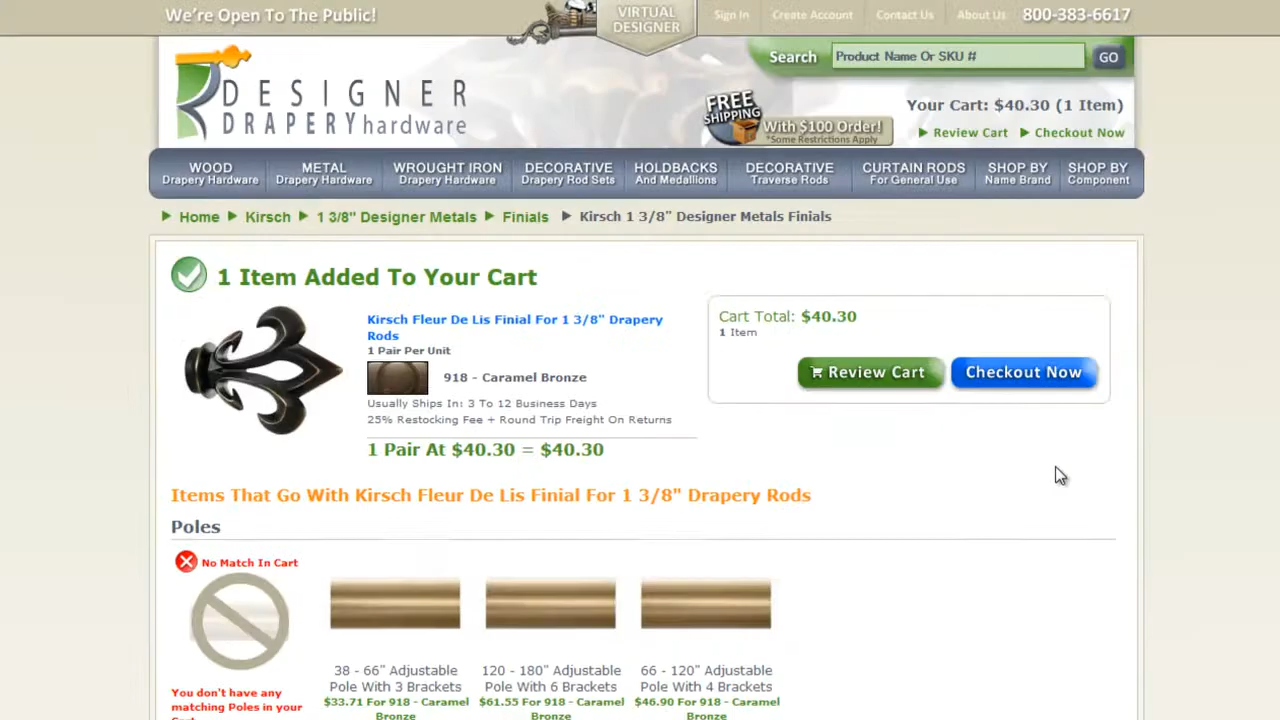 We're Open To The Public!
VIRTUAL
DESIGNER
Sign In
Create Account
Contact Us
About Us
800-383-6617
DESIGNER
DRAPERY hardware
Search
Product Name Or SKU #
GO
FREE
SHIPPING
With $100 Order!
*Some Restrictions Apply
Your Cart: $40.30 (1 Item)
Review Cart
Checkout Now
WOOD
Drapery Hardware
METAL
Drapery Hardware
WROUGHT IRON
Drapery Hardware
DECORATIVE
Drapery Rod Sets
HOLDBACKS
And Medallions
DECORATIVE
Traverse Rods
CURTAIN RODS
For General Use
SHOP BY
Name Brand
SHOP BY
Component
Home
Kirsch
1 3/8" Designer Metals
Finials
Kirsch 1 3/8" Designer Metals Finials
1 Item Added To Your Cart
Kirsch Fleur De Lis Finial For 1 3/8" Drapery
Rods
1 Pair Per Unit
918 - Caramel Bronze
Usually Ships In: 3 To 12 Business Days
25% Restocking Fee + Round Trip Freight On Returns
1 Pair At $40.30 = $40.30
Cart Total: $40.30
1 Item
Review Cart
Checkout Now
Items That Go With Kirsch Fleur De Lis Finial For 1 3/8" Drapery Rods
Poles
No Match In Cart
You don't have any
matching Poles in your
38 - 66" Adjustable
Pole With 3 Brackets
$33.71 For 918 - Caramel
Bronze
120 - 180" Adjustable
Pole With 6 Brackets
$61.55 For 918 - Caramel
Bronze
66 - 120" Adjustable
Pole With 4 Brackets
$46.90 For 918 - Caramel
Bronze